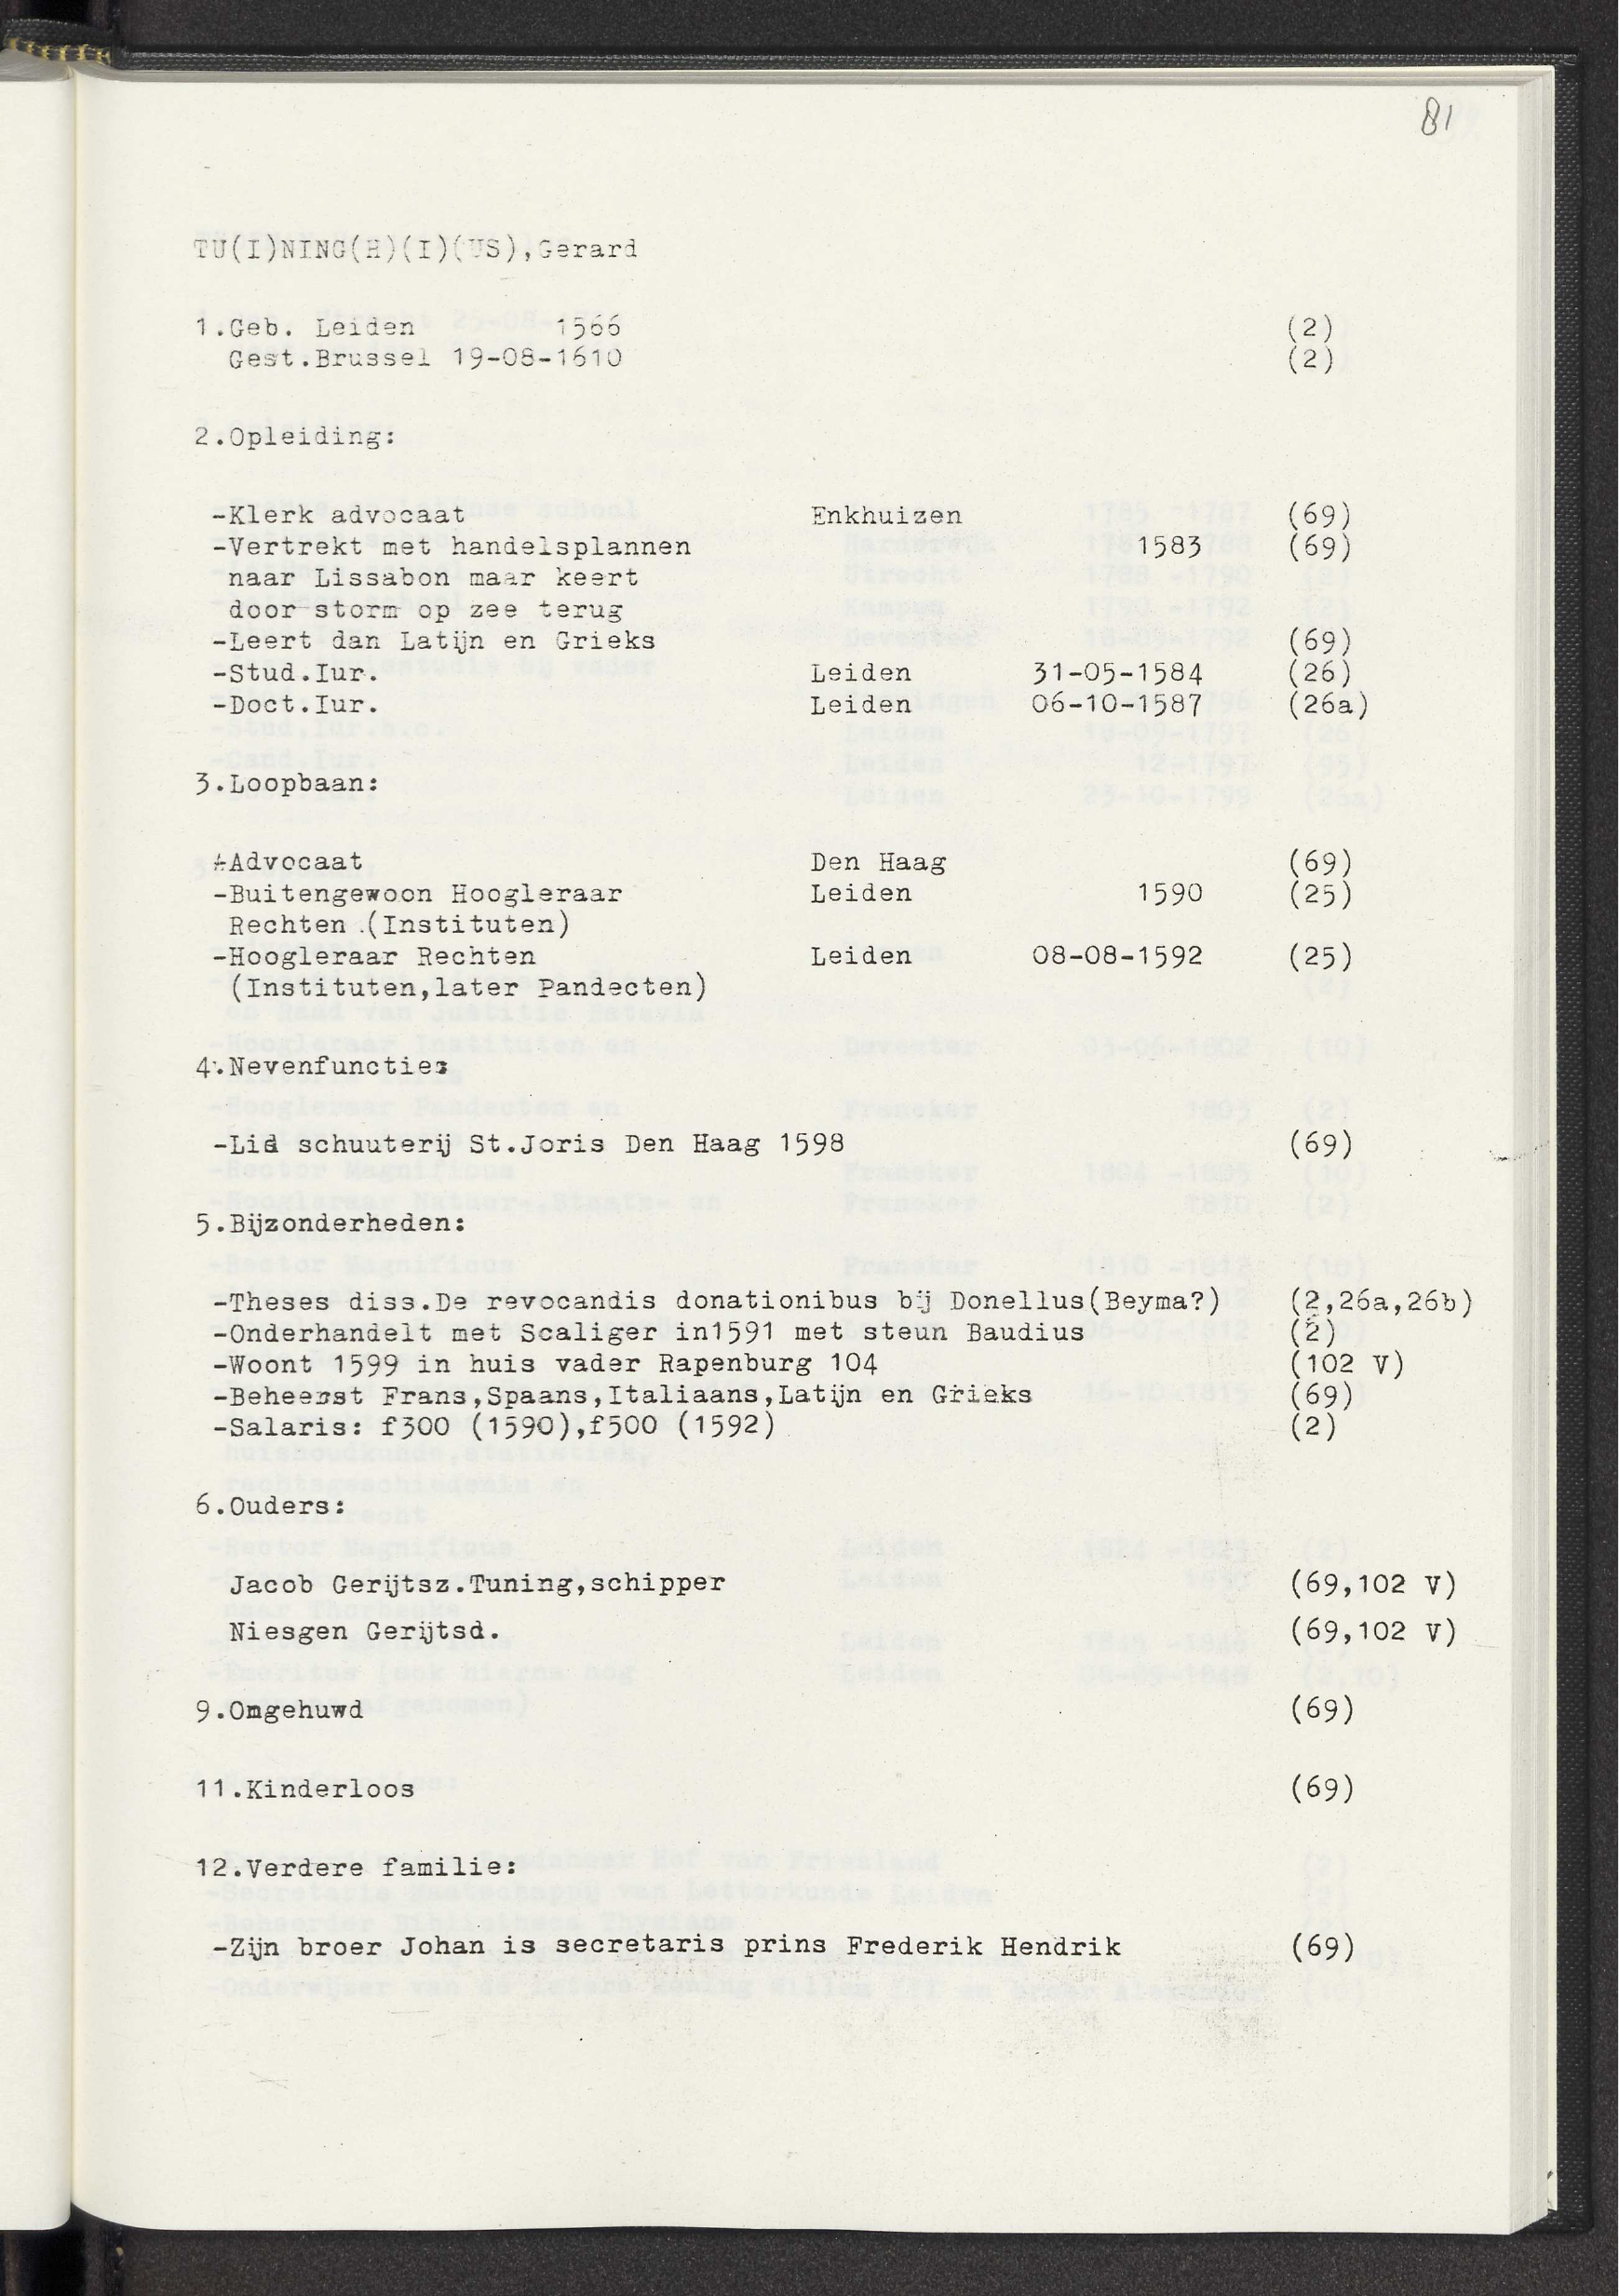 81
TU(I)NING(H)(I)(US),Gerard
1.Geb. Leiden 1566 (2)
Gest.Brussel 19-08-1610 (2)
2.Opleiding:
-Klerk advocaat Enkhuizen (69)
-Vertrekt met handelsplannen 1583 (69)
naar Lissabon maar keert
door storm op zee terug
-Leert dan Latijn en Grieks (69)
-Stud.Iur. Leiden 31-05-1584 (26)
-Doct.Iur. Leiden 06-10-1587 (26a)
3.Loopbaan:
-Advocaat Den Haag (69)
-Buitengewoon Hoogleraar Leiden 1590 (25)
Rechten (Instituten)
-Hoogleraar Rechten Leiden 08-08-1592 (25)
(Instituten,later Pandecten)
4.Nevenfuncties
-Lid schuuterij St.Joris Den Haag 1598 (69)
5.Bijzonderheden:
-Theses diss.De revocandis donationibus bij Donellus(Beyma?) (2,26a,26b)
-Onderhandelt met Scaliger in1591 met steun Baudius (2)
-Woont 1599 in huis vader Rapenburg 104 (102 V)
-Beheerst Frans,Spaans,Italiaans,Latijn en Grieks (69)
-Salaris: f300 (1590),f500 (1592) (2)
6.Ouders:
Jacob Gerijtsz.Tuning,schipper (69,102 V)
Niesgen Gerijtsd. (69,102 V)
9.Ongehuwd (69)
11.Kinderloos (69)
12.Verdere familie:
-Zijn broer Johan is secretaris prins Frederik Hendrik (69)